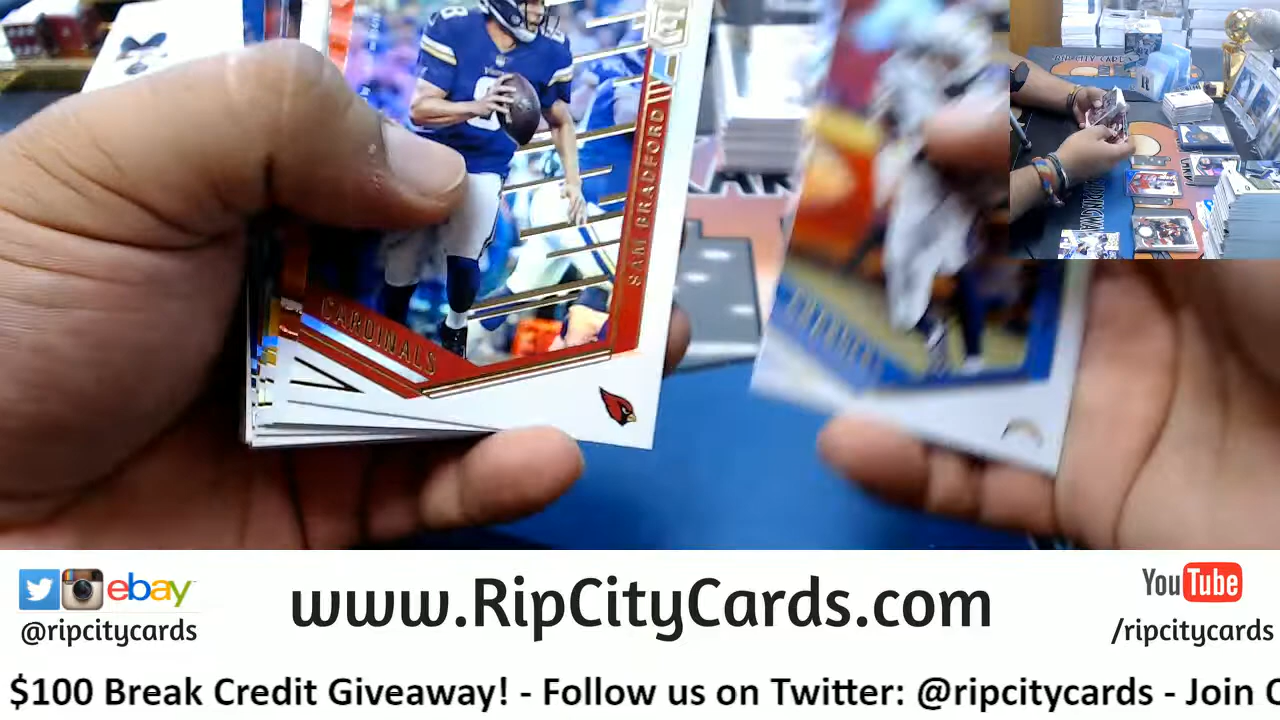 8
SAM BRADFORD
CARDINALS
ebay
@ripcitycards
www.RipCityCards.com
YouTube
/ripcitycards
$100 Break Credit Giveaway! - Follow us on Twitter: @ripcitycards - Join